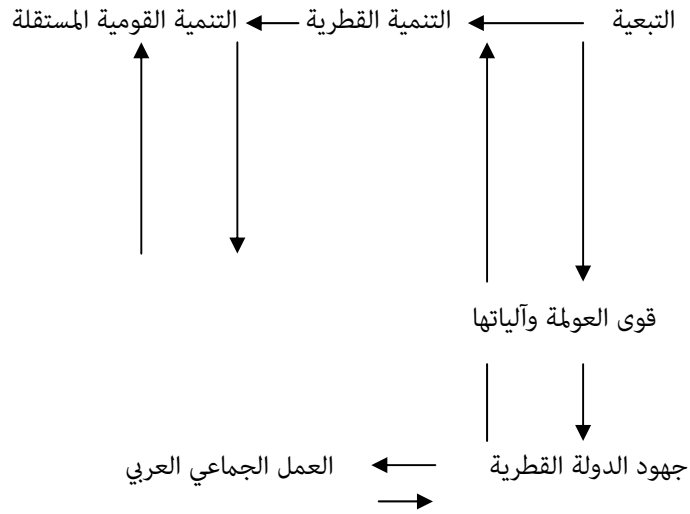 التبعية التنمية القطرية التنمية القومية المستقلة
قوى العولمة وآلياتها
جهود الدولة القطرية العمل الجماعي العربي